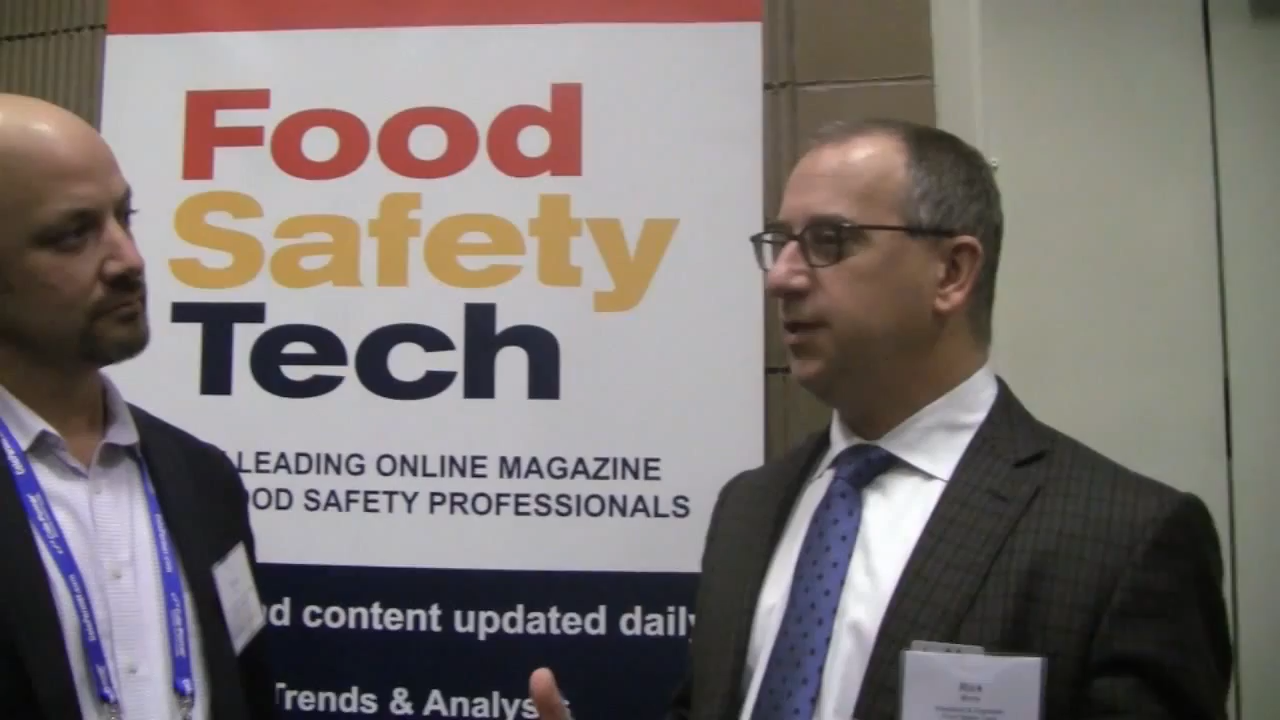 Food
Safety
Tech
LEADING ONLINE MAGAZINE
OOD SAFETY PROFESSIONALS
d content updated daily
Trends & Analys